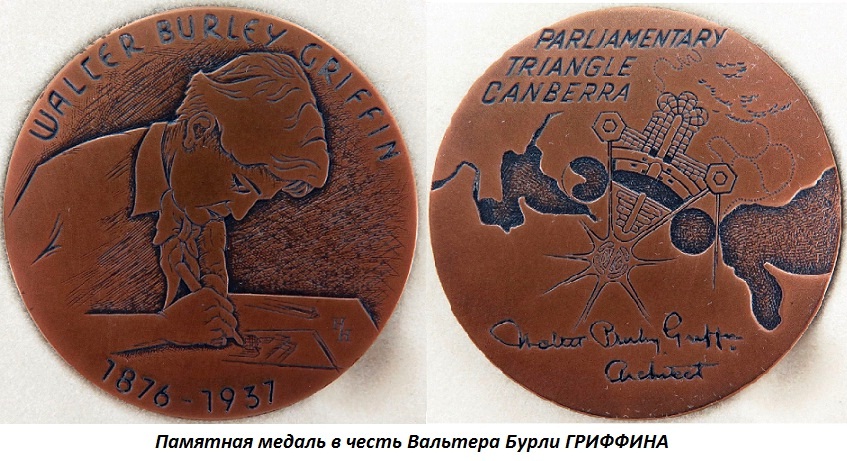 WALTER BURLEY GRIFFIN
1876-1937
PARLIAMENTARY
TRIANGLE
CANBERRA
Walter Burley Griffin
Architect
Памятная медаль в честь Вальтера Бурли ГРИФФИНА